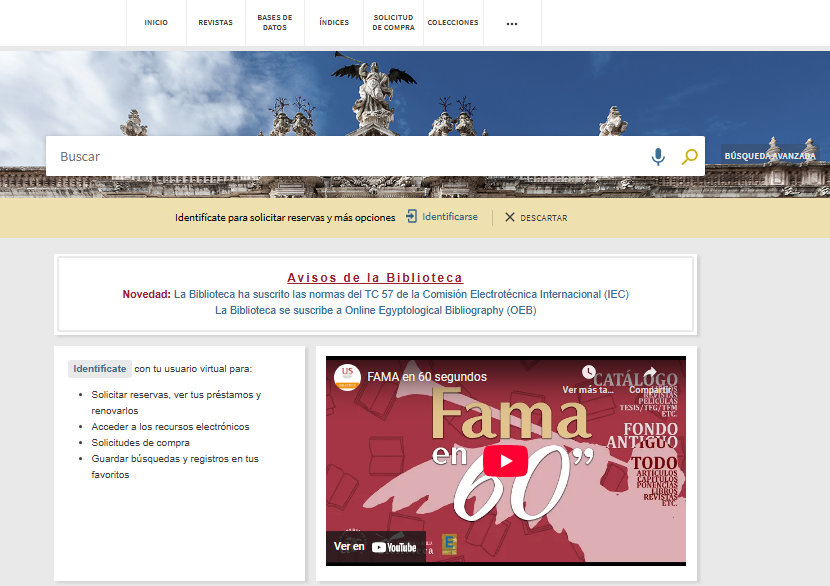 INICIO
REVISTAS
BASES DE
DATOS
ÍNDICES
SOLICITUD
DE COMPRA
COLECCIONES
Buscar
BÚSQUEDA AVANZADA
Identifícate para solicitar reservas y más opciones
Identificarse
DESCARTAR
Avisos de la Biblioteca
Novedad: La Biblioteca ha suscrito las normas del TC 57 de la Comisión Electrotécnica Internacional (IEC)
La Biblioteca se suscribe a Online Egyptological Bibliography (OEB)
Identifícate con tu usuario virtual para:
Solicitar reservas, ver tus préstamos y
renovarlos
Acceder a los recursos electrónicos
Solicitudes de compra
Guardar búsquedas y registros en tus
favoritos
US
FAMA en 60 segundos
Ver más ta...
Compartir
CATÁLOGO
REVISTAS
PELÍCULAS
TESIS/TFG/TFM
ETC.
FONDO
ANTIGUO
TODO
ARTÍCULOS
CAPÍTULOS
PONENCIAS
LIBROS
REVISTAS
ETC.
Fama
en 60”
Ver en YouTube